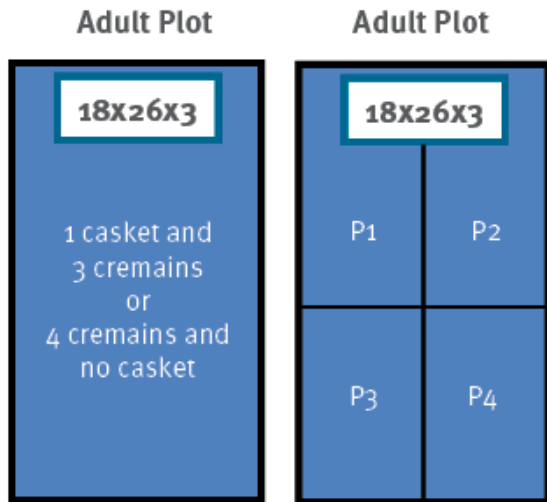 Adult Plot
18x26x3
1 casket and
3 cremains
or
4 cremains and
no casket
Adult Plot
18x26x3
P1
P2
P3
P4